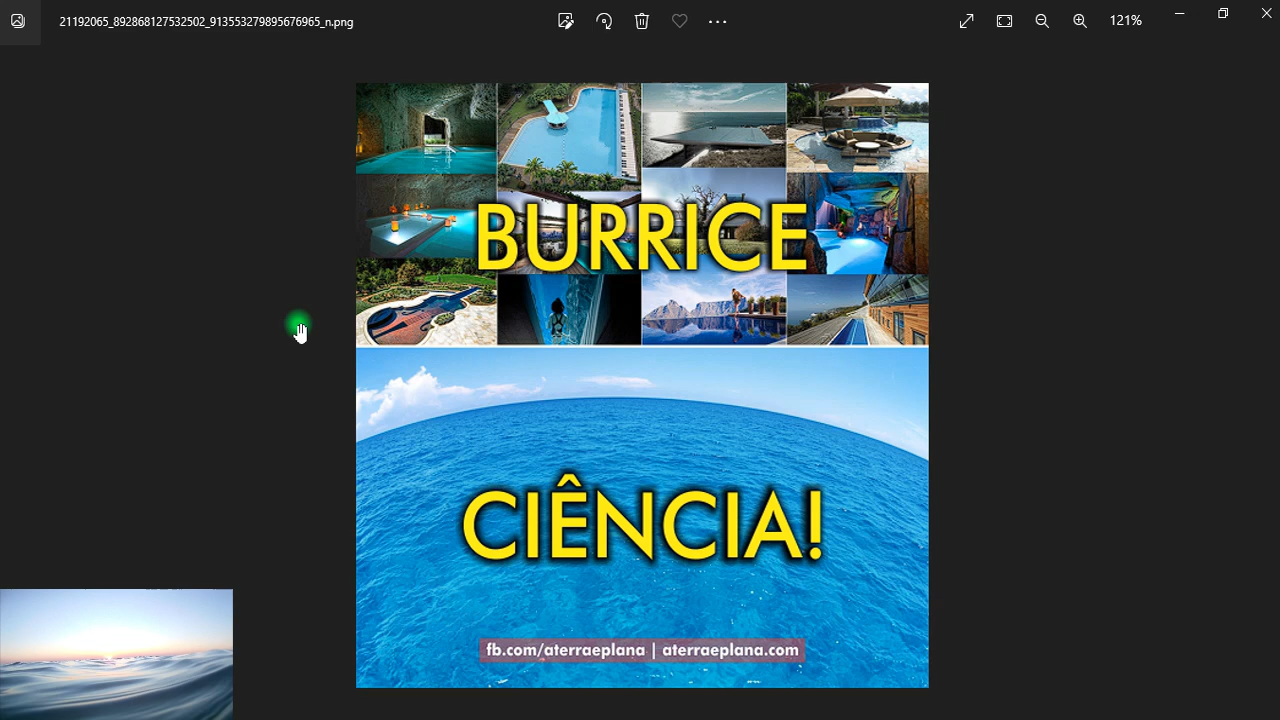 21192065_892868127532502_913553279895676965_n.png
121%
BURRICE
CIÊNCIA!
fb.com/aterraeplana | aterraeplana.com